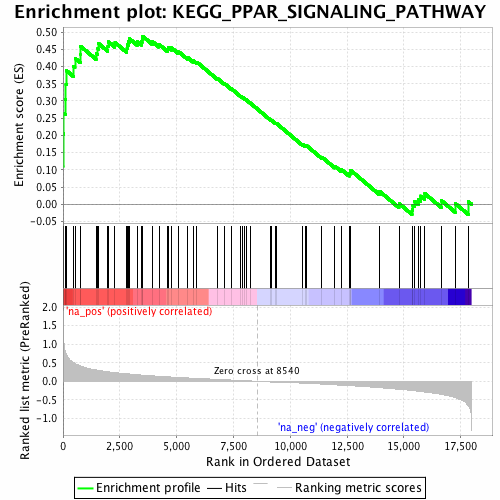 Enrichment plot: KEGG_PPAR_SIGNALING_PATHWAY
Enrichment score (ES)
0.50
0.45
0.40
0.35
0.30
0.25
0.20
0.15
0.10
0.05
0.00
-0.05
'na_pos' (positively correlated)
Ranked list metric (PreRanked)
2.0
1.5
1.0
0.5
0.0
-0.5
-1.0
Zero cross at 8540
'na_neg' (negatively correlated)
0
2,500
5,000
7,500
10,000
12,500
15,000
17,500
Rank in Ordered Dataset
Enrichment profile
Hits
Ranking metric scores